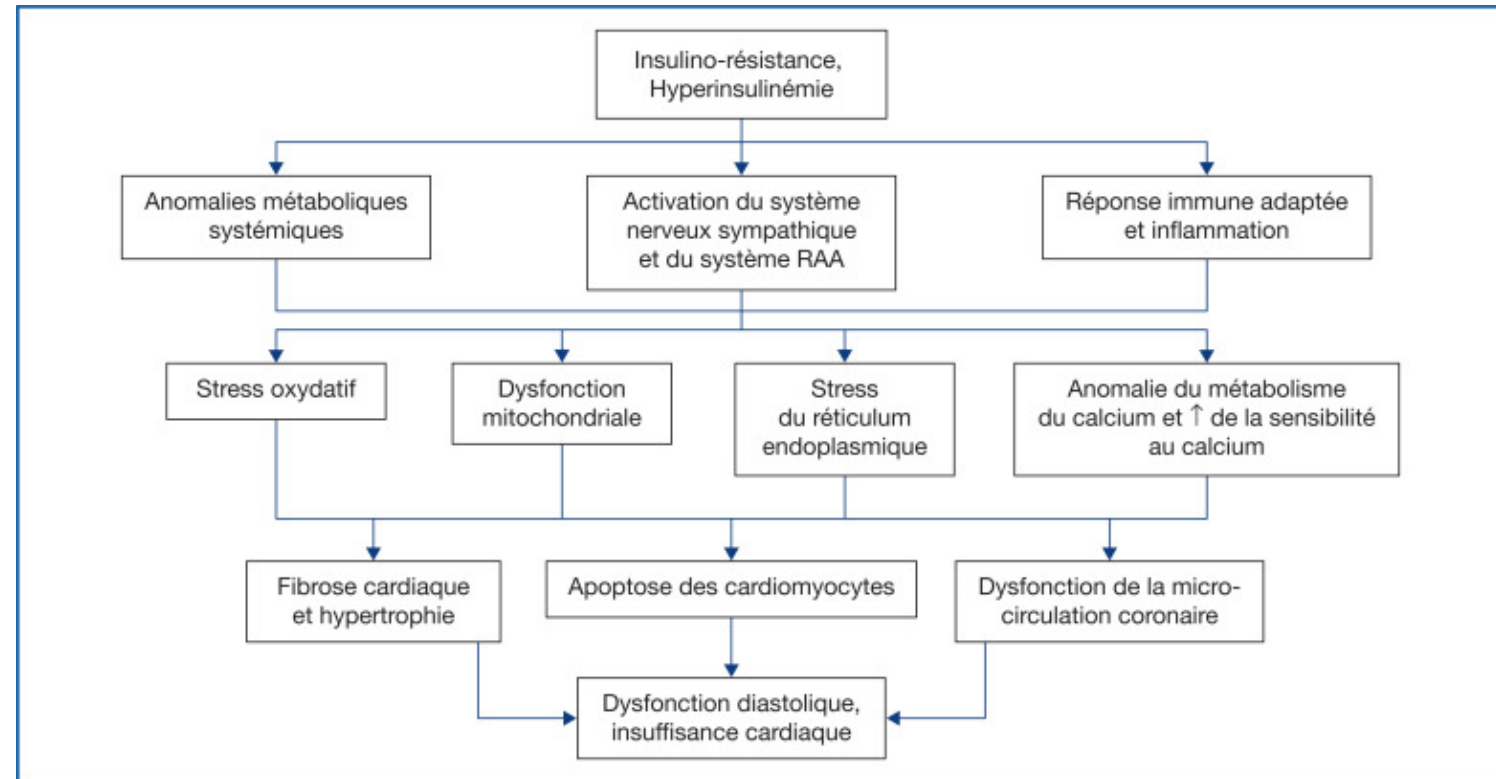 Insulino-résistance,
Hyperinsulinémie
Anomalies métaboliques
systémiques
Activation du système
nerveux sympathique
et du système RAA
Réponse immune adaptée
et inflammation
Stress oxydatif
Dysfonction
mitochondriale
Stress
du réticulum
endoplasmique
Anomalie du métabolisme
du calcium et ↑ de la sensibilité
au calcium
Fibrose cardiaque
et hypertrophie
Apoptose des cardiomyocytes
Dysfonction de la micro-
circulation coronaire
Dysfonction diastolique,
insuffisance cardiaque